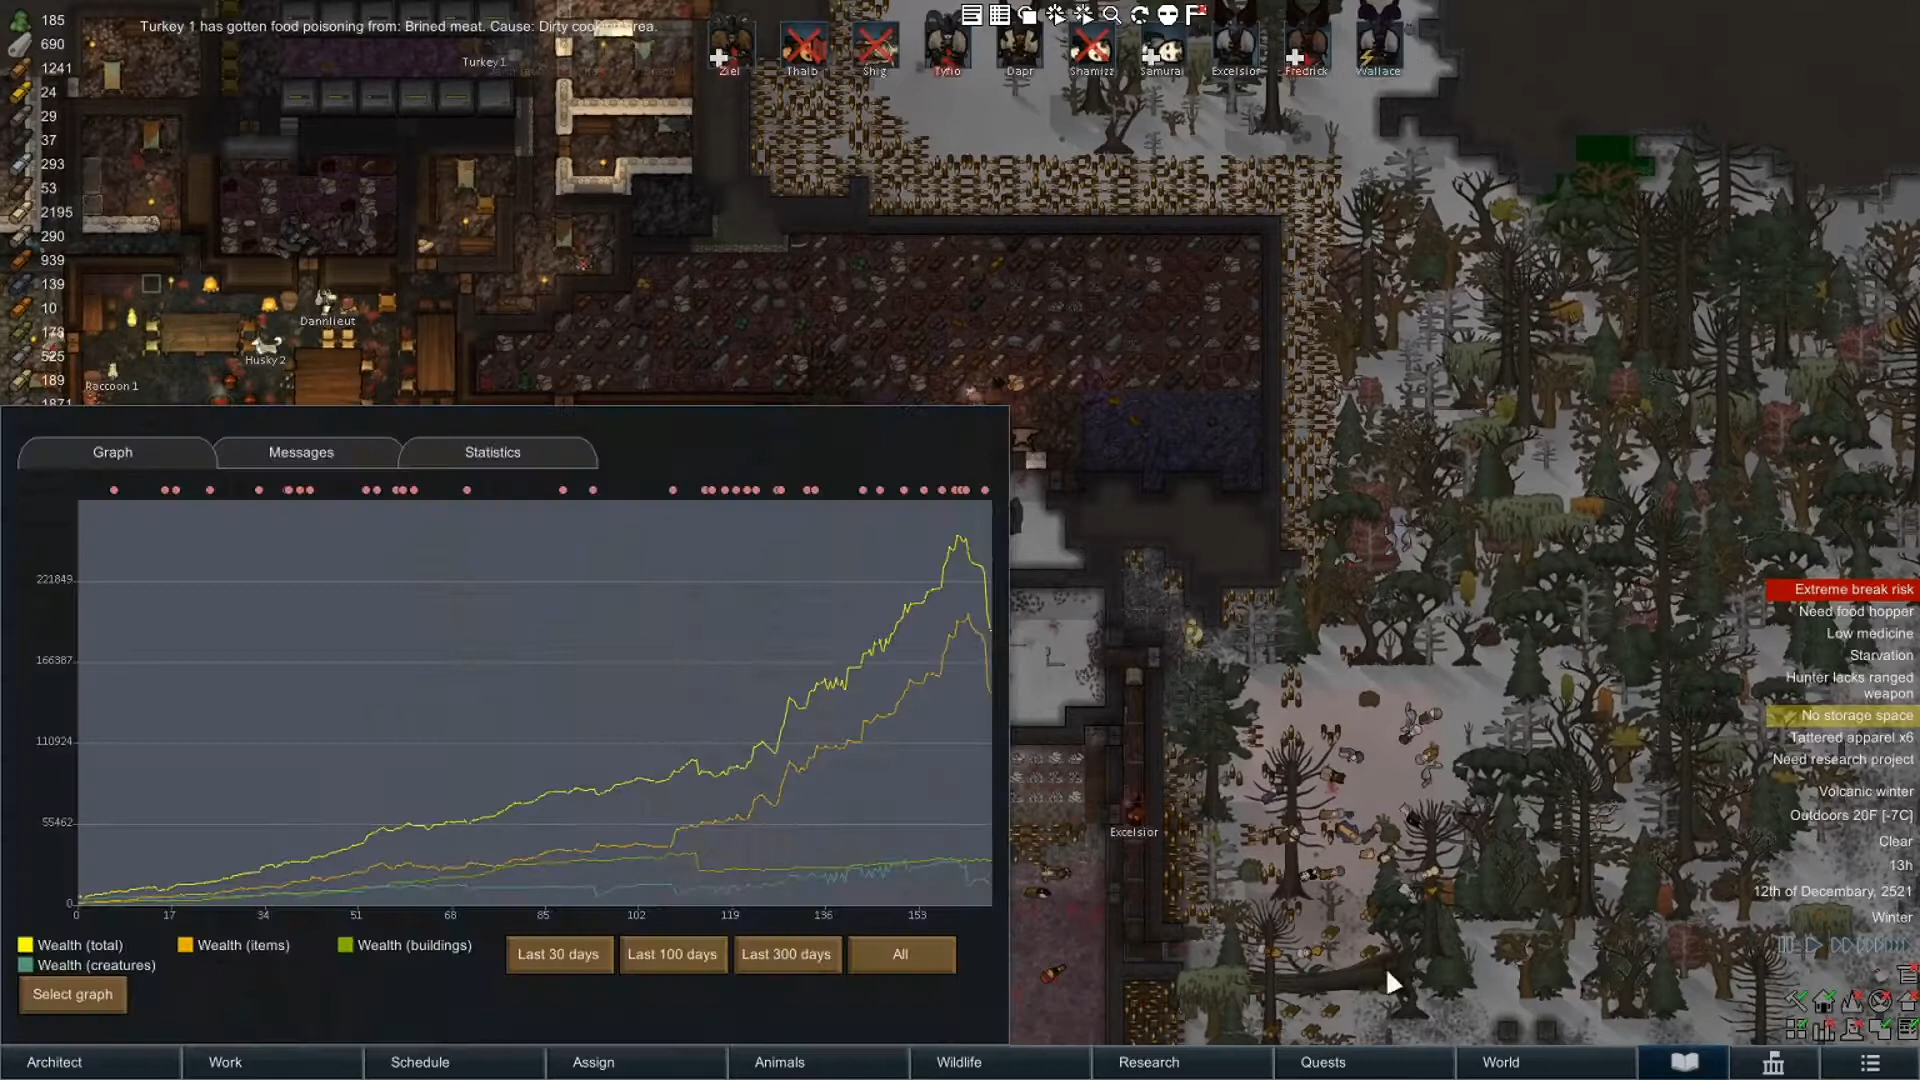 185
Turkey 1 has gotten food poisoning from: Brined meat. Cause: Dirty cooking area.
690
Turkey 1
1241
Ziel
Thalb
Shig
Tyfio
Dapr
Shamizz
Samurai
Excelsior
Fredrick
Wallace
24
29
37
293
53
2195
290
939
139
10
Dannlieut
525
Husky 2
189
Raccoon 1
1871
Graph
Messages
Statistics
221849
166387
110924
55462
0
0
17
34
51
68
85
102
119
136
153
Wealth (total)
Wealth (items)
Wealth (buildings)
Wealth (creatures)
Last 30 days
Last 100 days
Last 300 days
All
Select graph
Excelsior
Extreme break risk
Need food hopper
Low medicine
Starvation
Hunter lacks ranged
weapon
No storage space
Tattered apparel x6
Need research project
Volcanic winter
Outdoors 20F [-7C]
Clear
13h
12th of Decembary, 2521
Winter
Architect
Work
Schedule
Assign
Animals
Wildlife
Research
Quests
World